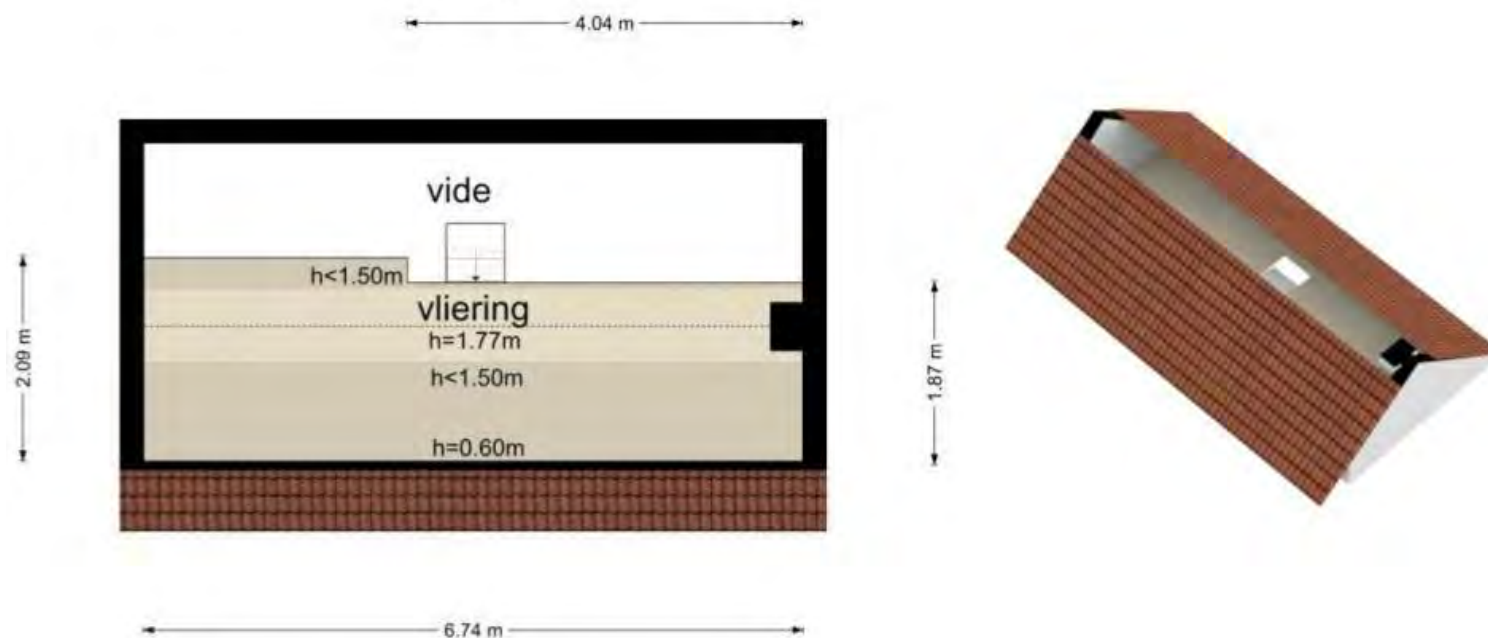 4.04 m
vide
h<1.50m
vliering
h=1.77m
h<1.50m
h=0.60m
2.09 m
1.87 m
6.74 m